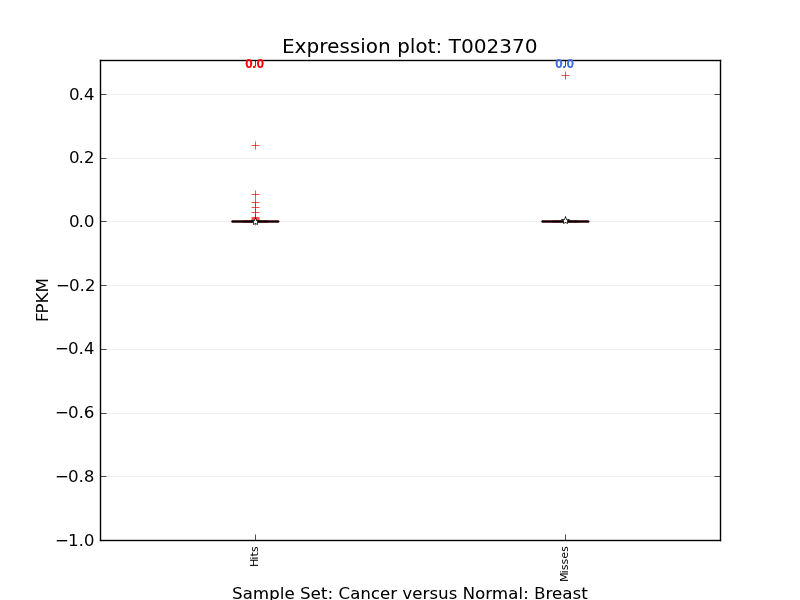 Expression plot: T002370
0.0
0.0
0.4
0.2
0.0
−0.2
−0.4
−0.6
−0.8
−1.0
FPKM
Hits
Misses
Sample Set: Cancer versus Normal: Breast